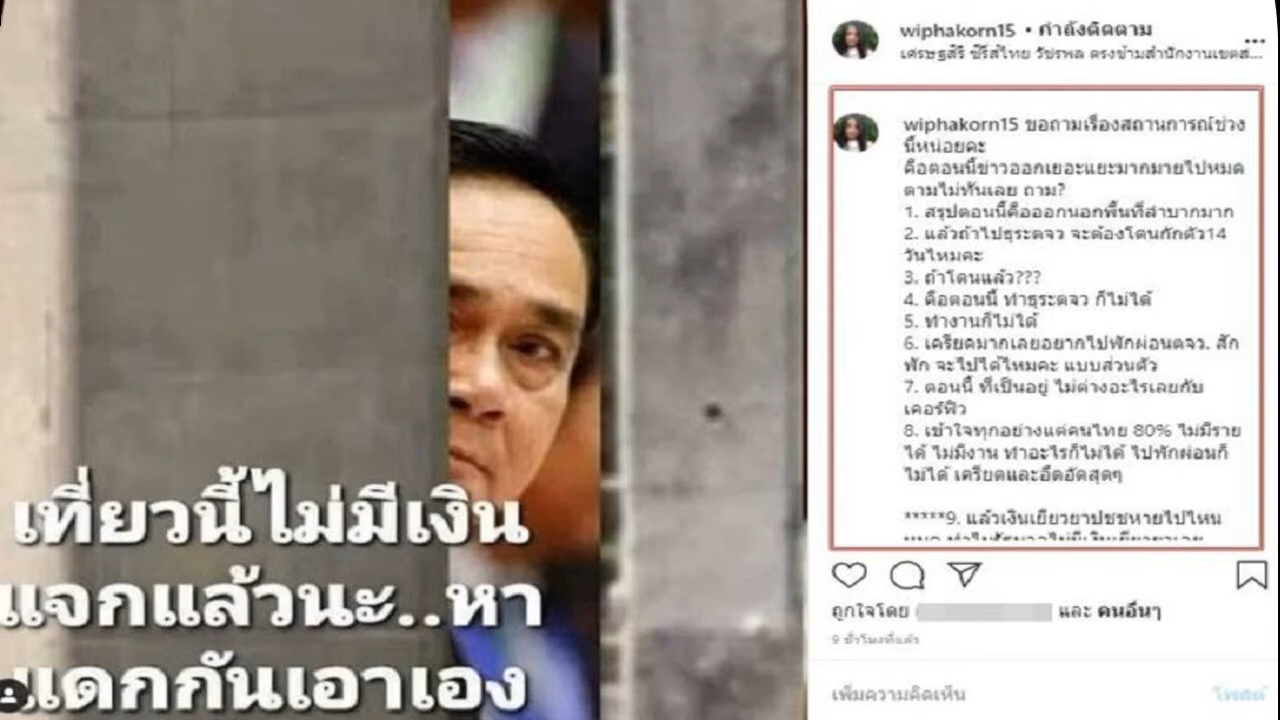 เที่ยวนี้ไม่มีเงิน
แจกแล้วนะ..หา
แดกกันเอาเอง
wiphakorn15 • กำลังติดตาม
เศรษฐสิริ ซีรีส์ไทย วัชรพล ตรงข้ามสำนักงานเขตส...
wiphakorn15 ขอถามเรื่องสถานการณ์ช่วง
นี้หน่อยคะ
คือตอนนี้ข่าวออกเยอะแยะมากมายไปหมด
ตามไม่ทันเลย ถาม?
1. สรุปตอนนี้คือออกนอกพื้นที่ลำบากมาก
2. แล้วถ้าไปธุระตจว จะต้องโดนกักตัว14
วันไหมคะ
3. ถ้าโดนแล้ว???
4. คือตอนนี้ ทำธุระตจว ก็ไม่ได้
5. ทำงานก็ไม่ได้
6. เครียดมากเลยอยากไปพักผ่อนตจว. สัก
พัก จะไปได้ไหมคะ แบบส่วนตัว
7. ตอนนี้ ที่เป็นอยู่ ไม่ต่างอะไรเลยกับ
เคอร์ฟิว
8. เข้าใจทุกอย่างแต่คนไทย 80% ไม่มีราย
ได้ ไม่มีงาน ทำอะไรก็ไม่ได้ ไปพักผ่อนก็
ไม่ได้ เครียดและอึดอัดสุดๆ
*****9. แล้วเงินเยียวยาปชชหายไปไหน
ถูกใจโดย และ คนอื่นๆ
9 ชั่วโมงที่แล้ว
เพิ่มความคิดเห็น
โพสต์